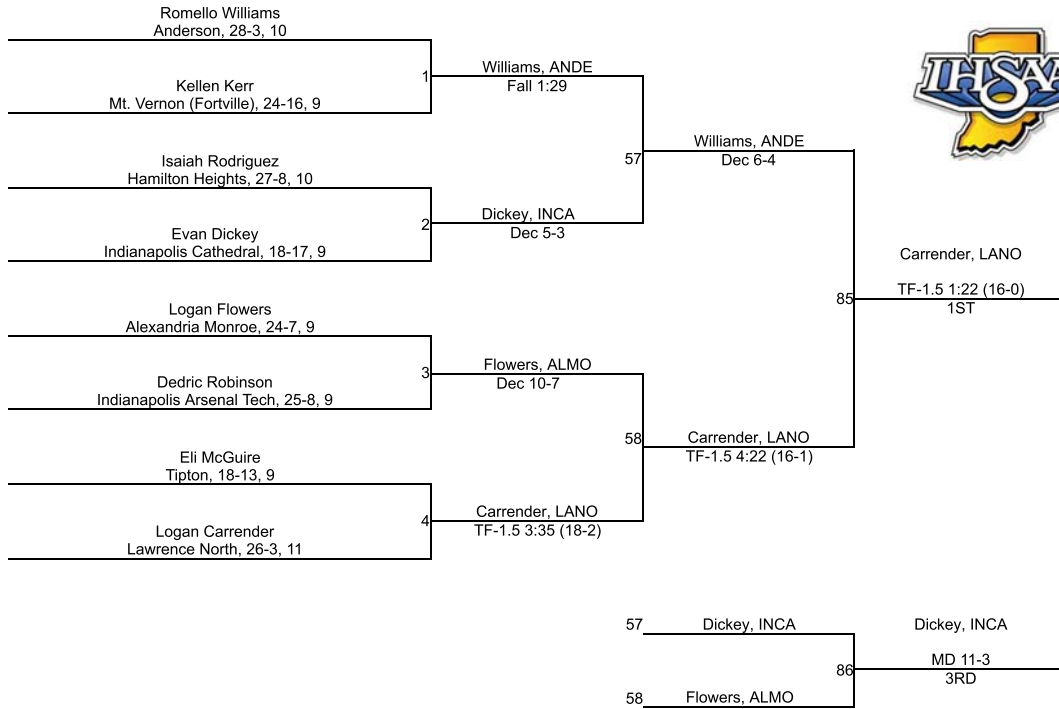 Romello Williams
Anderson, 28-3, 10
Kellen Kerr
Mt. Vernon (Fortville), 24-16, 9
1
Williams, ANDE
Fall 1:29
Isaiah Rodriguez
Hamilton Heights, 27-8, 10
Evan Dickey
Indianapolis Cathedral, 18-17, 9
2
Dickey, INCA
Dec 5-3
57
Williams, ANDE
Dec 6-4
Logan Flowers
Alexandria Monroe, 24-7, 9
Dedric Robinson
Indianapolis Arsenal Tech, 25-8, 9
3
Flowers, ALMO
Dec 10-7
Eli McGuire
Tipton, 18-13, 9
Logan Carrender
Lawrence North, 26-3, 11
4
Carrender, LANO
TF-1.5 3:35 (18-2)
58
Carrender, LANO
TF-1.5 4:22 (16-1)
85
IHSAA
Carrender, LANO
TF-1.5 1:22 (16-0)
1ST
57
Dickey, INCA
58
Flowers, ALMO
86
Dickey, INCA
MD 11-3
3RD